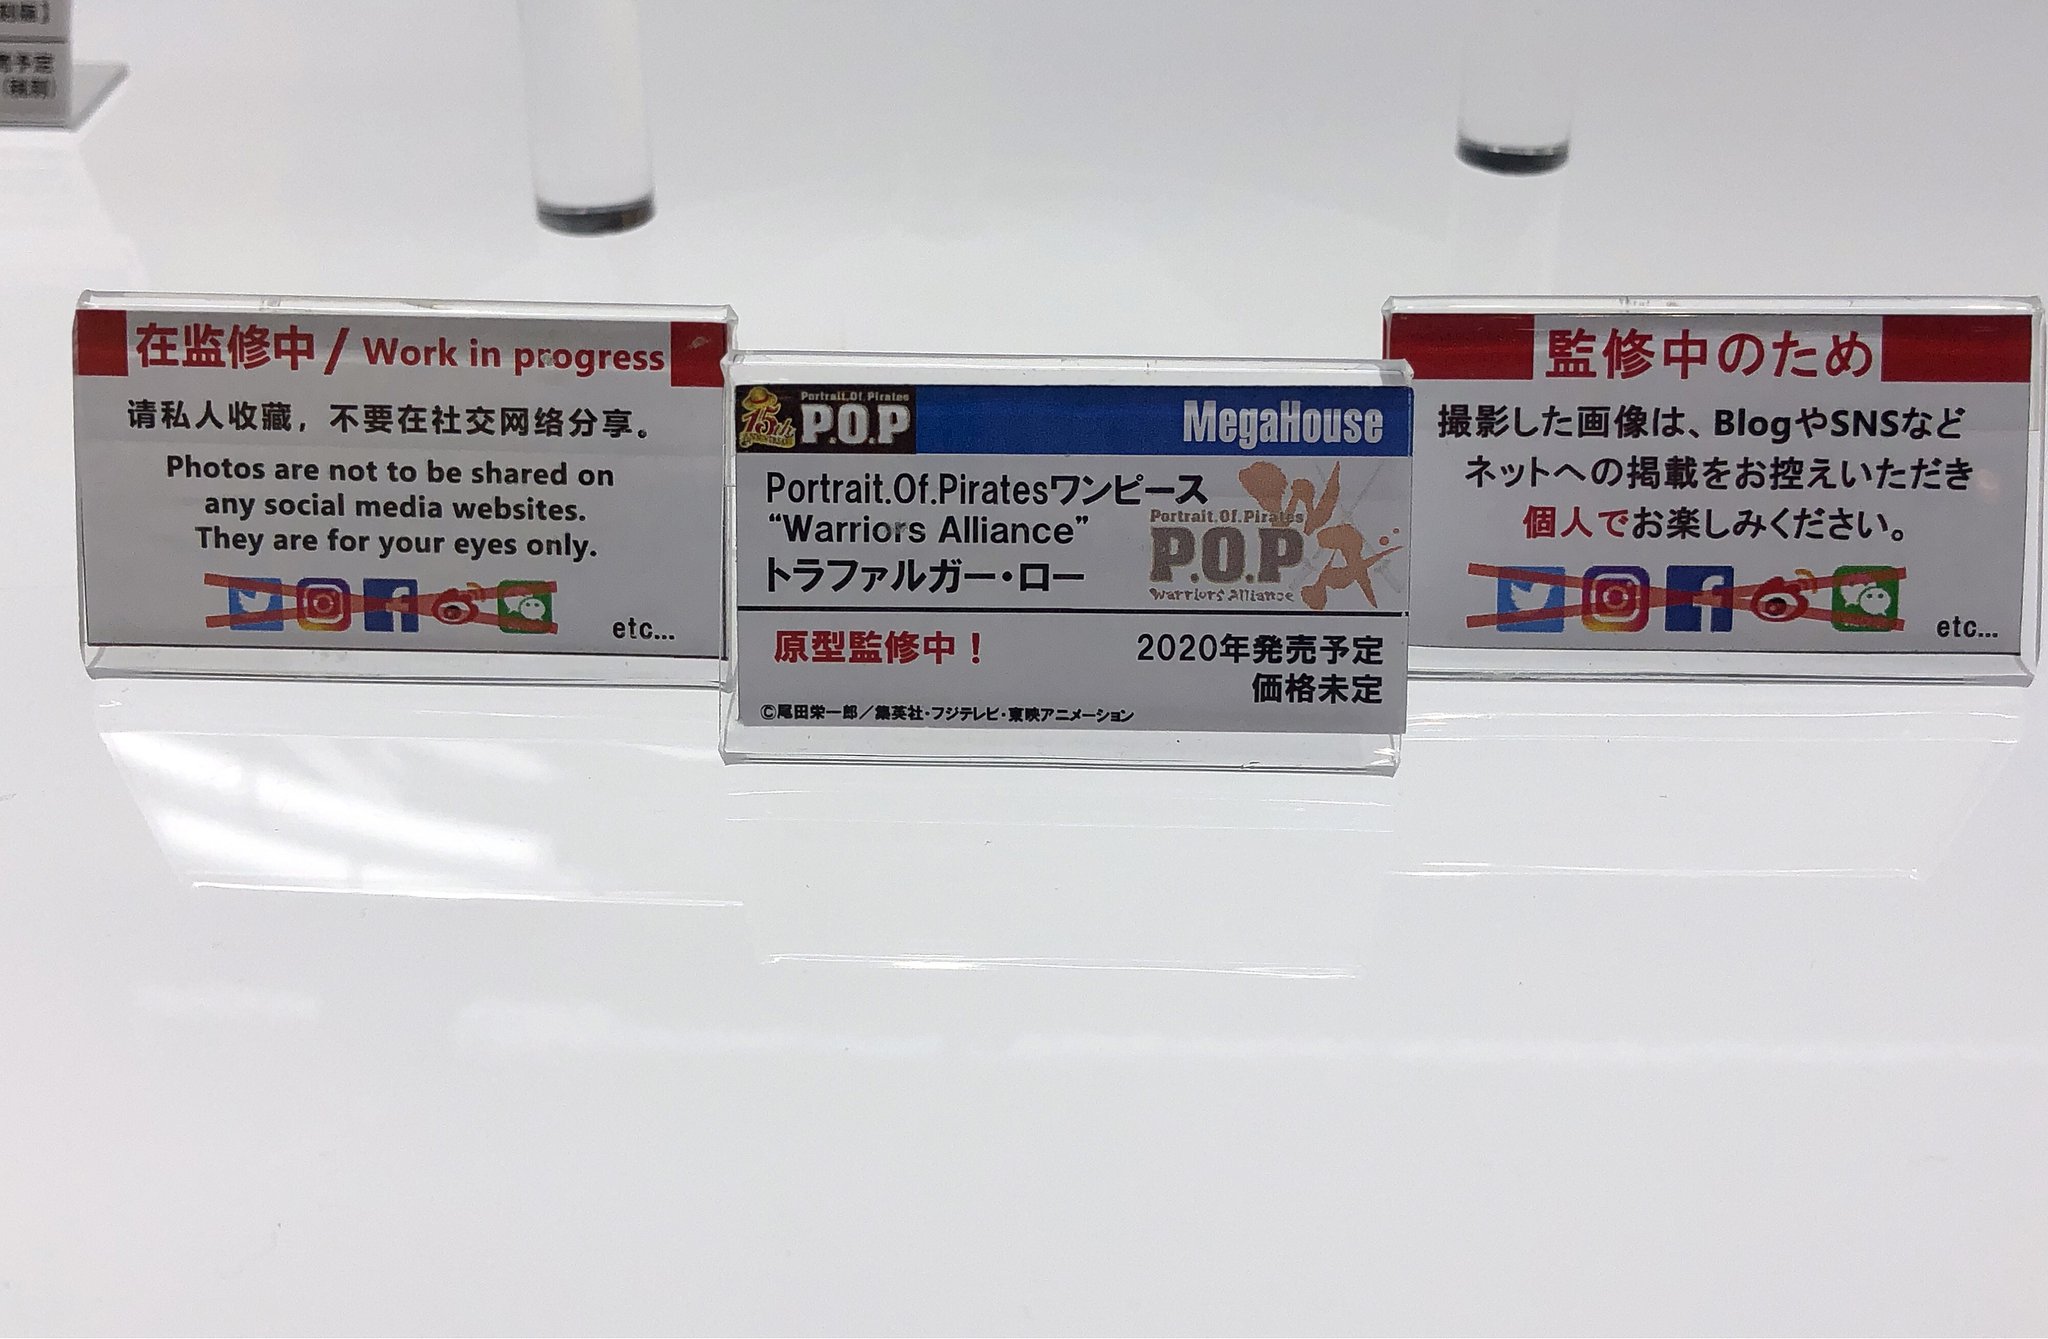 売予定
在监修中 / Work in progress
请私人收藏，不要在社交网络分享。
Photos are not to be shared on
any social media websites.
They are for your eyes only.
etc...
15th
ANNIVERSARY
Portrait.Of.Pirates
P.O.P
MegaHouse
Portrait.Of.Piratesワンピース
“Warriors Alliance”
トラファルガー・ロー
WA
Portrait.Of.Pirates
P.O.P
Warriors Alliance
原型監修中！
2020年発売予定
価格未定
©尾田栄一郎／集英社・フジテレビ・東映アニメーション
監修中のため
撮影した画像は、BlogやSNSなど
ネットへの掲載をお控えいただき
個人でお楽しみください。
etc...